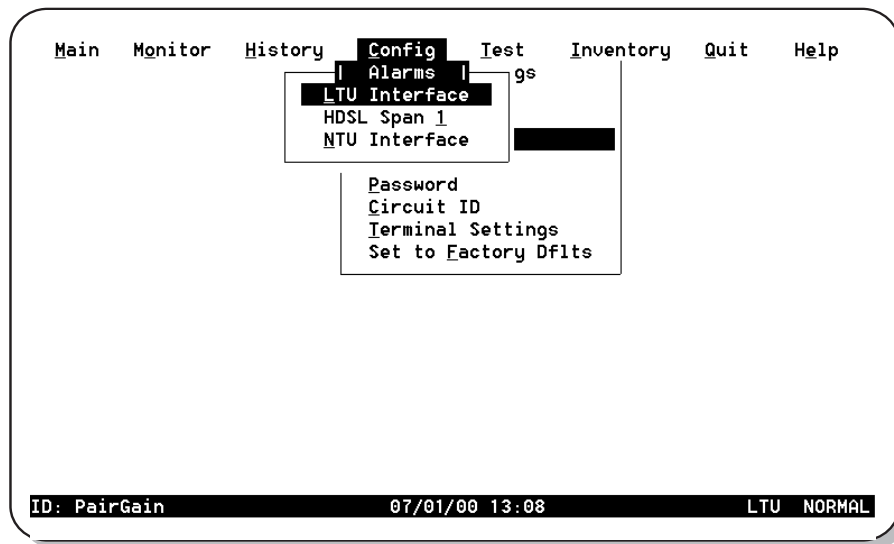 Main Monitor History Config Test Inventory Quit Help
Alarms gs
LTU Interface
HDSL Span 1
NTU Interface
Password
Circuit ID
Terminal Settings
Set to Factory Dflts
ID: PairGain 07/01/00 13:08 LTU NORMAL